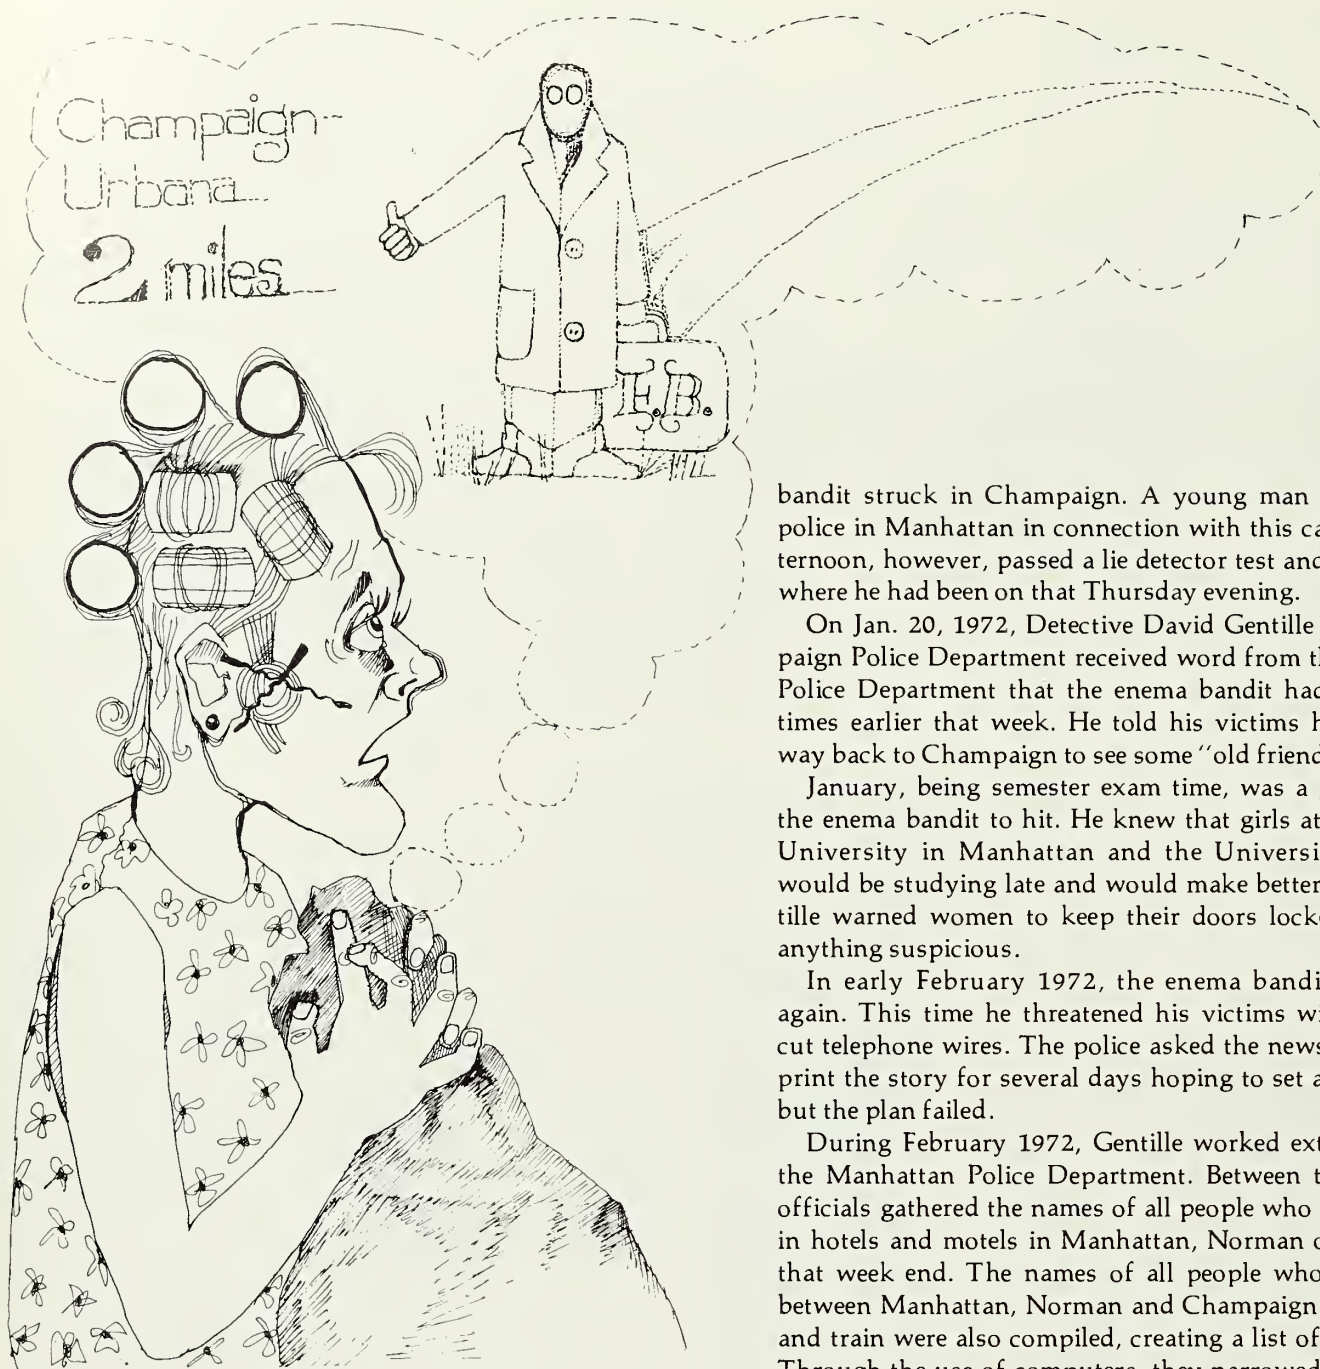 Champaign-
Urbana
2 miles
E.B.
bandit struck in Champaign. A young man
police in Manhattan in connection with this ca
ternoon, however, passed a lie detector test and
where he had been on that Thursday evening.
On Jan. 20, 1972, Detective David Gentille
paign Police Department received word from th
Police Department that the enema bandit had
times earlier that week. He told his victims h
way back to Champaign to see some "old friend
January, being semester exam time, was a
the enema bandit to hit. He knew that girls at
University in Manhattan and the Universi
would be studying late and would make better
tille warned women to keep their doors locke
anything suspicious.
In early February 1972, the enema bandi
again. This time he threatened his victims wi
cut telephone wires. The police asked the news
print the story for several days hoping to set a
but the plan failed.
During February 1972, Gentille worked ext
the Manhattan Police Department. Between t
officials gathered the names of all people who
in hotels and motels in Manhattan, Norman o
that week end. The names of all people who
between Manhattan, Norman and Champaign
and train were also compiled, creating a list of
Through the use of computers, they narrowed